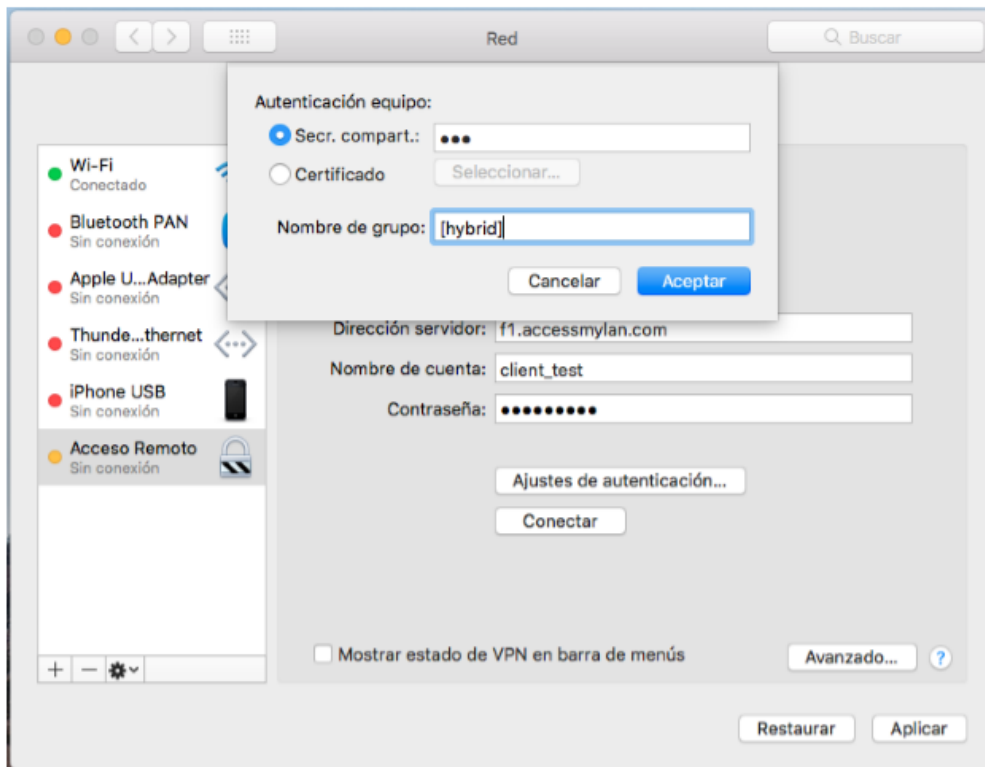 Red
Buscar
Autenticación equipo:
Secr. compart.: •••
Certificado
Seleccionar...
Nombre de grupo: [hybrid]
Cancelar
Aceptar
Wi-Fi
Conectado
Bluetooth PAN
Sin conexión
Apple U...Adapter
Sin conexión
Thunde...thernet
Sin conexión
iPhone USB
Sin conexión
Acceso Remoto
Sin conexión
Dirección servidor: f1.accessmylan.com
Nombre de cuenta: client_test
Contraseña: •••••••••
Ajustes de autenticación...
Conectar
Mostrar estado de VPN en barra de menús
Avanzado...
?
Restaurar
Aplicar